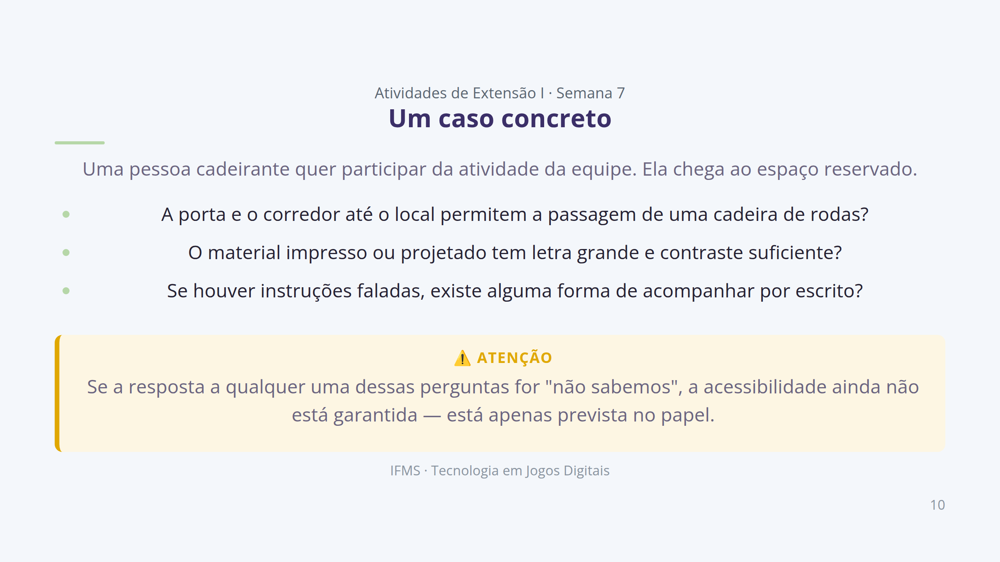 Atividades de Extensão I · Semana 7
Um caso concreto
Uma pessoa cadeirante quer participar da atividade da equipe. Ela chega ao espaço reservado.
A porta e o corredor até o local permitem a passagem de uma cadeira de rodas?
O material impresso ou projetado tem letra grande e contraste suficiente?
Se houver instruções faladas, existe alguma forma de acompanhar por escrito?
⚠️ ATENÇÃO
Se a resposta a qualquer uma dessas perguntas for "não sabemos", a acessibilidade ainda não
está garantida — está apenas prevista no papel.
IFMS · Tecnologia em Jogos Digitais
10